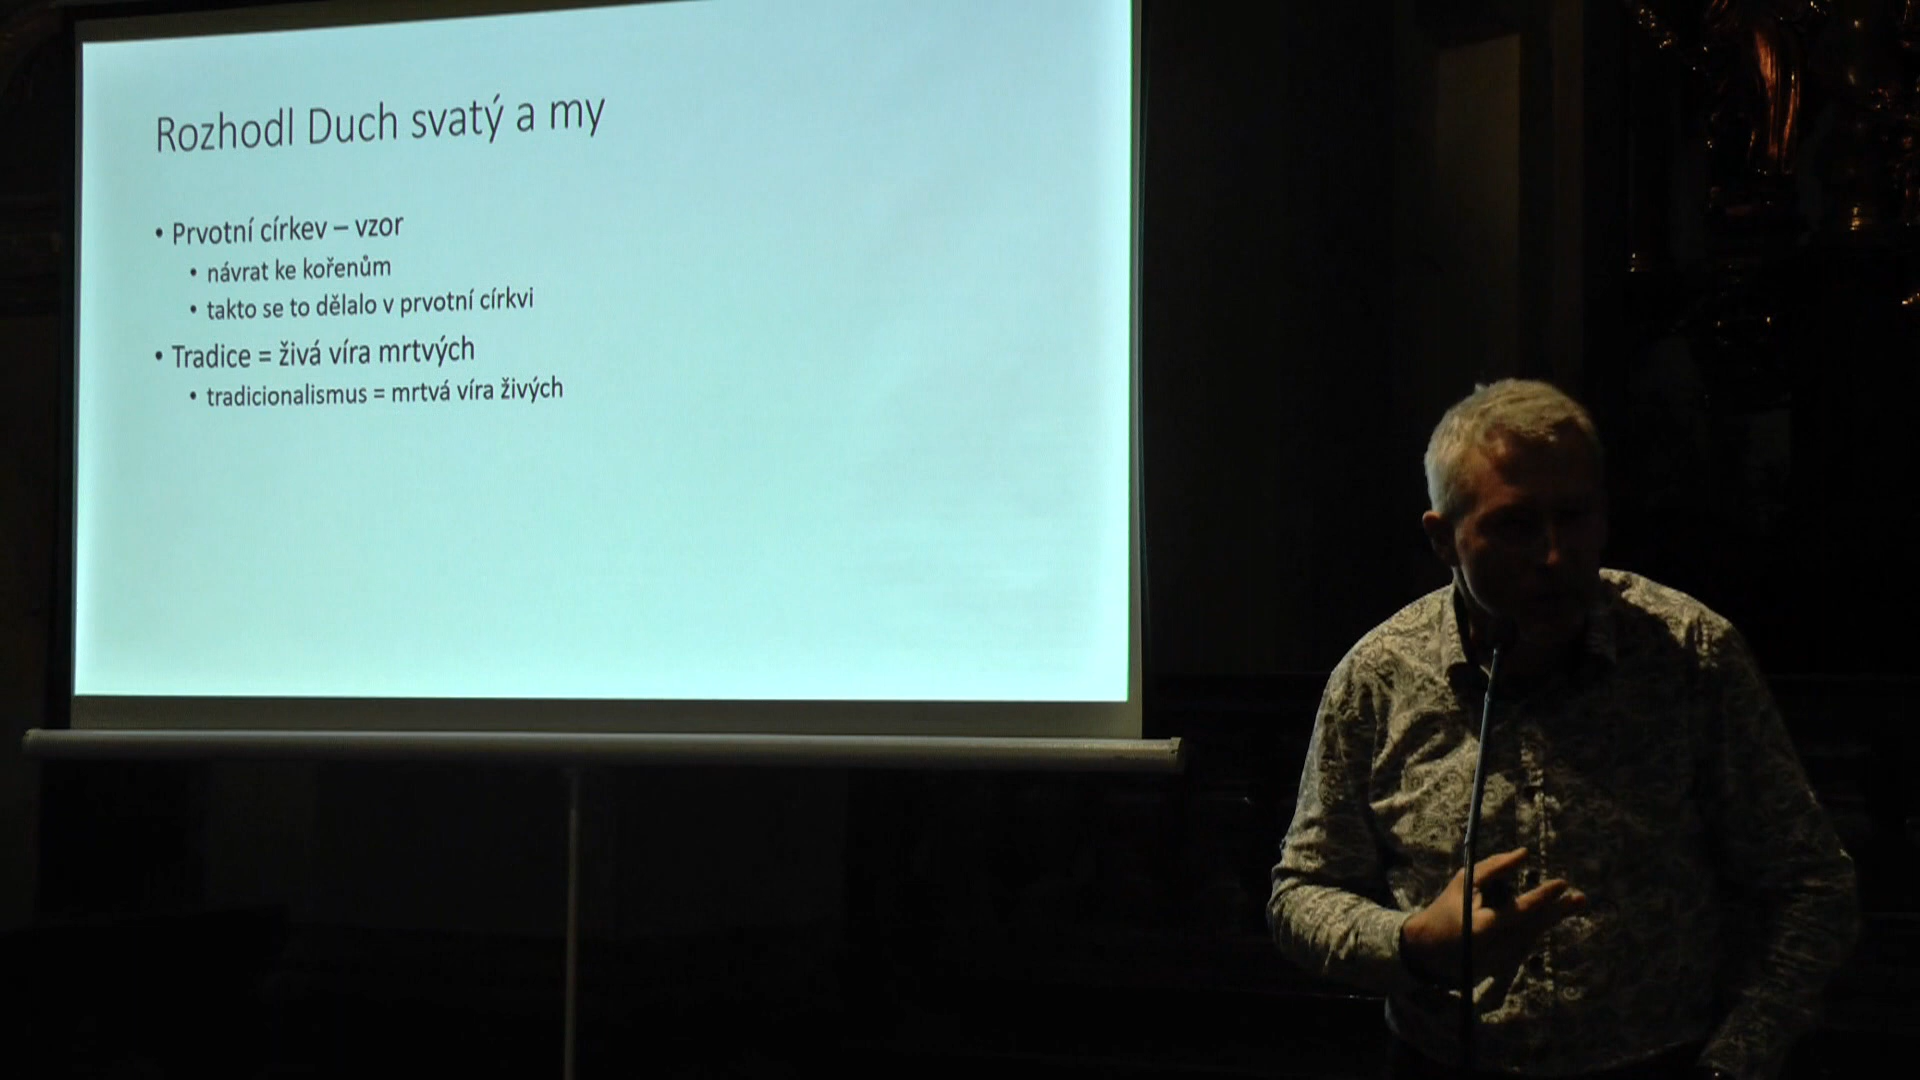 Rozhodl Duch svatý a my
• Prvotní církev – vzor
• návrat ke kořenům
• takto se to dělalo v prvotní církvi
• Tradice = živá víra mrtvých
• tradicionalismus = mrtvá víra živých